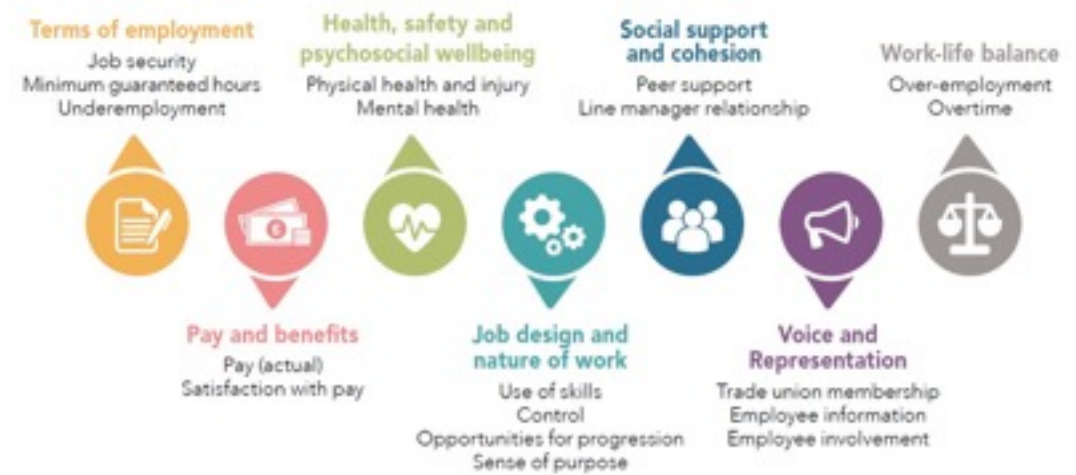 Terms of employment
Job security
Minimum guaranteed hours
Underemployment
Health, safety and
psychosocial wellbeing
Physical health and injury
Mental health
Social support
and cohesion
Peer support
Line manager relationship
Work-life balance
Over-employment
Overtime
Pay and benefits
Pay (actual)
Satisfaction with pay
Job design and
nature of work
Use of skills
Control
Opportunities for progression
Sense of purpose
Voice and
Representation
Trade union membership
Employee information
Employee involvement